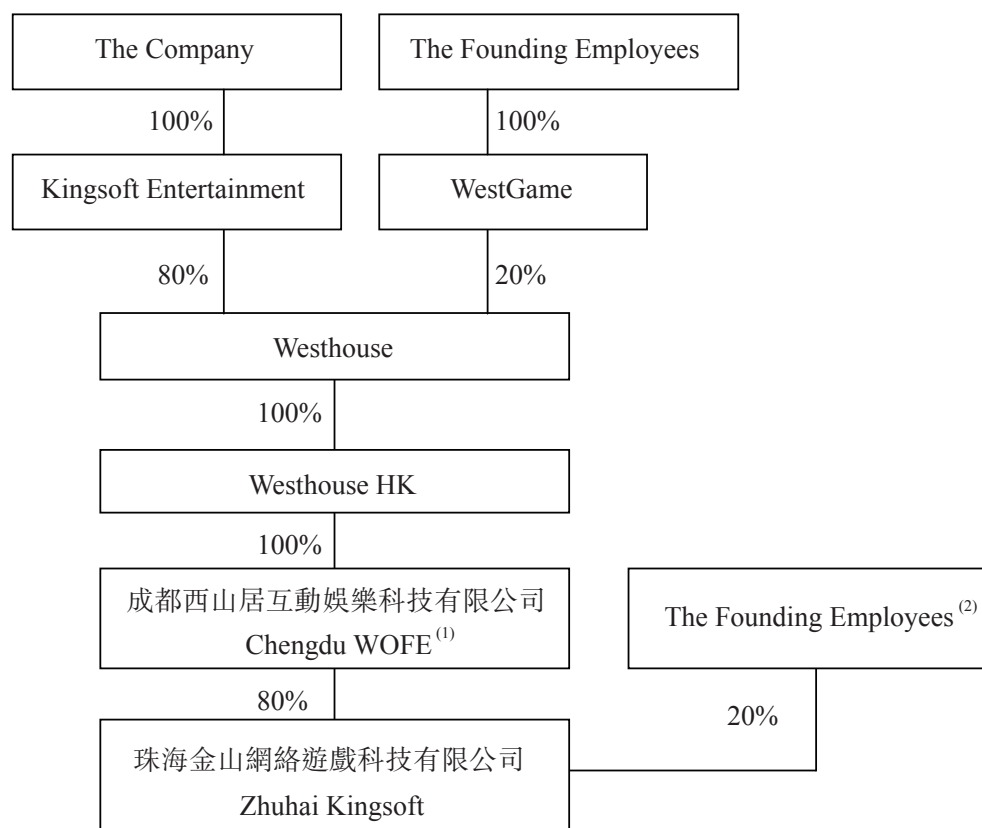 The Company
The Founding Employees
100%
100%
Kingsoft Entertainment
WestGame
80%
20%
Westhouse
100%
Westhouse HK
100%
成都西山居互動娛樂科技有限公司
Chengdu WOFE (1)
The Founding Employees (2)
80%
20%
珠海金山網絡遊戲科技有限公司
Zhuhai Kingsoft